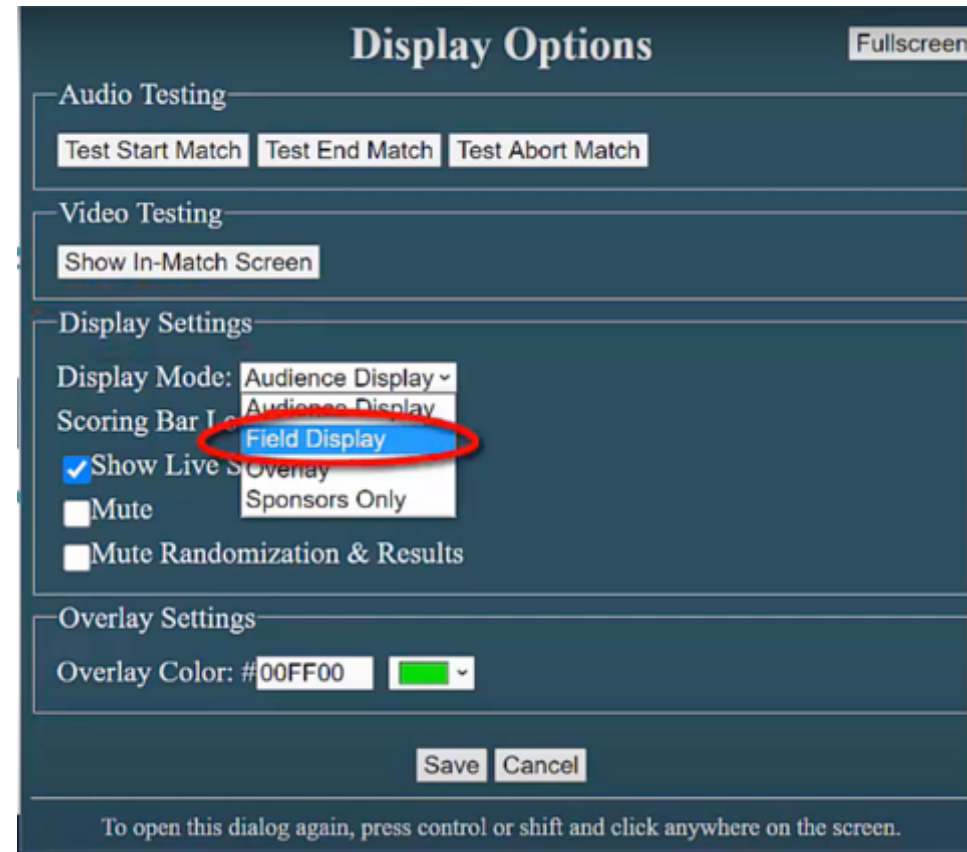 Display Options
Fullscreen
Audio Testing
Test Start Match Test End Match Test Abort Match
Video Testing
Show In-Match Screen
Display Settings
Display Mode: Audience Display
Audience Display
Scoring Bar
Field Display
Show Live
Overlay
Sponsors Only
Mute
Mute Randomization & Results
Overlay Settings
Overlay Color: #00FF00
Save Cancel
To open this dialog again, press control or shift and click anywhere on the screen.